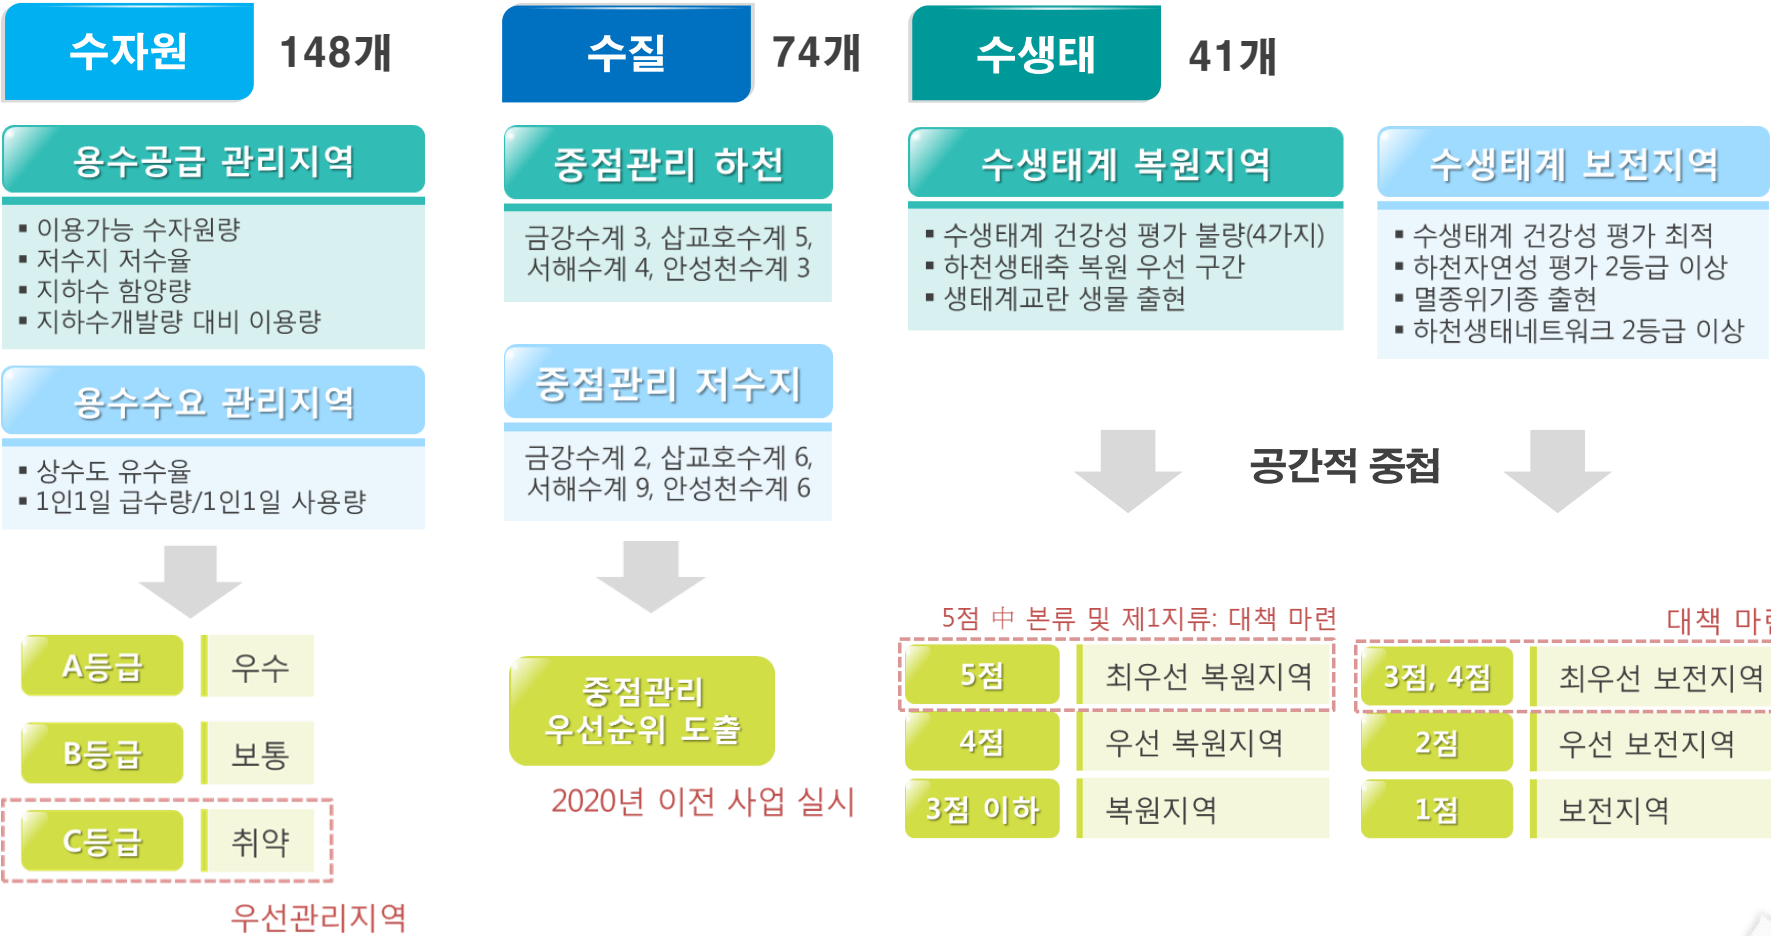 수자원 148개
용수공급 관리지역
▪ 이용가능 수자원량
▪ 저수지 저수율
▪ 지하수 함양량
▪ 지하수개발량 대비 이용량
용수수요 관리지역
▪ 상수도 유수율
▪ 1인1일 급수량/1인1일 사용량
A등급 우수
B등급 보통
C등급 취약
우선관리지역
수질 74개
중점관리 하천
금강수계 3, 삽교호수계 5,
서해수계 4, 안성천수계 3
중점관리 저수지
금강수계 2, 삽교호수계 6,
서해수계 9, 안성천수계 6
중점관리
우선순위 도출
2020년 이전 사업 실시
수생태 41개
수생태계 복원지역
▪ 수생태계 건강성 평가 불량(4가지)
▪ 하천생태축 복원 우선 구간
▪ 생태계교란 생물 출현
수생태계 보전지역
▪ 수생태계 건강성 평가 최적
▪ 하천자연성 평가 2등급 이상
▪ 멸종위기종 출현
▪ 하천생태네트워크 2등급 이상
공간적 중첩
5점 中 본류 및 제1지류: 대책 마련
5점 최우선 복원지역
4점 우선 복원지역
3점 이하 복원지역
대책 마련
3점, 4점 최우선 보전지역
2점 우선 보전지역
1점 보전지역